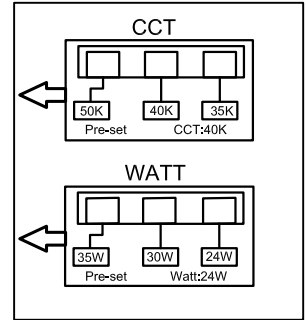 CCT
50K 40K 35K
Pre-set CCT:40K
WATT
35W 30W 24W
Pre-set Watt:24W